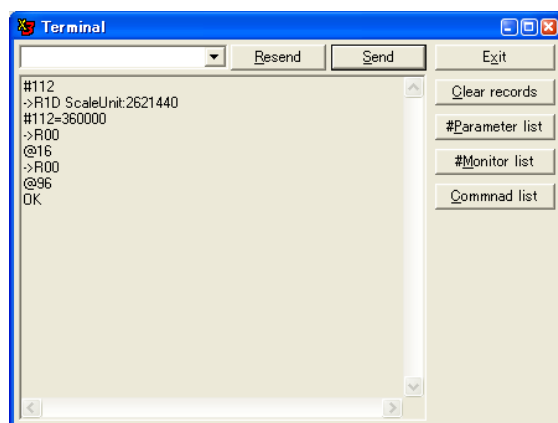 Terminal
Resend
Send
Exit
#112
->R1D ScaleUnit:2621440
#112=360000
->R00
@16
->R00
@96
OK
Clear records
#Parameter list
#Monitor list
Commnad list